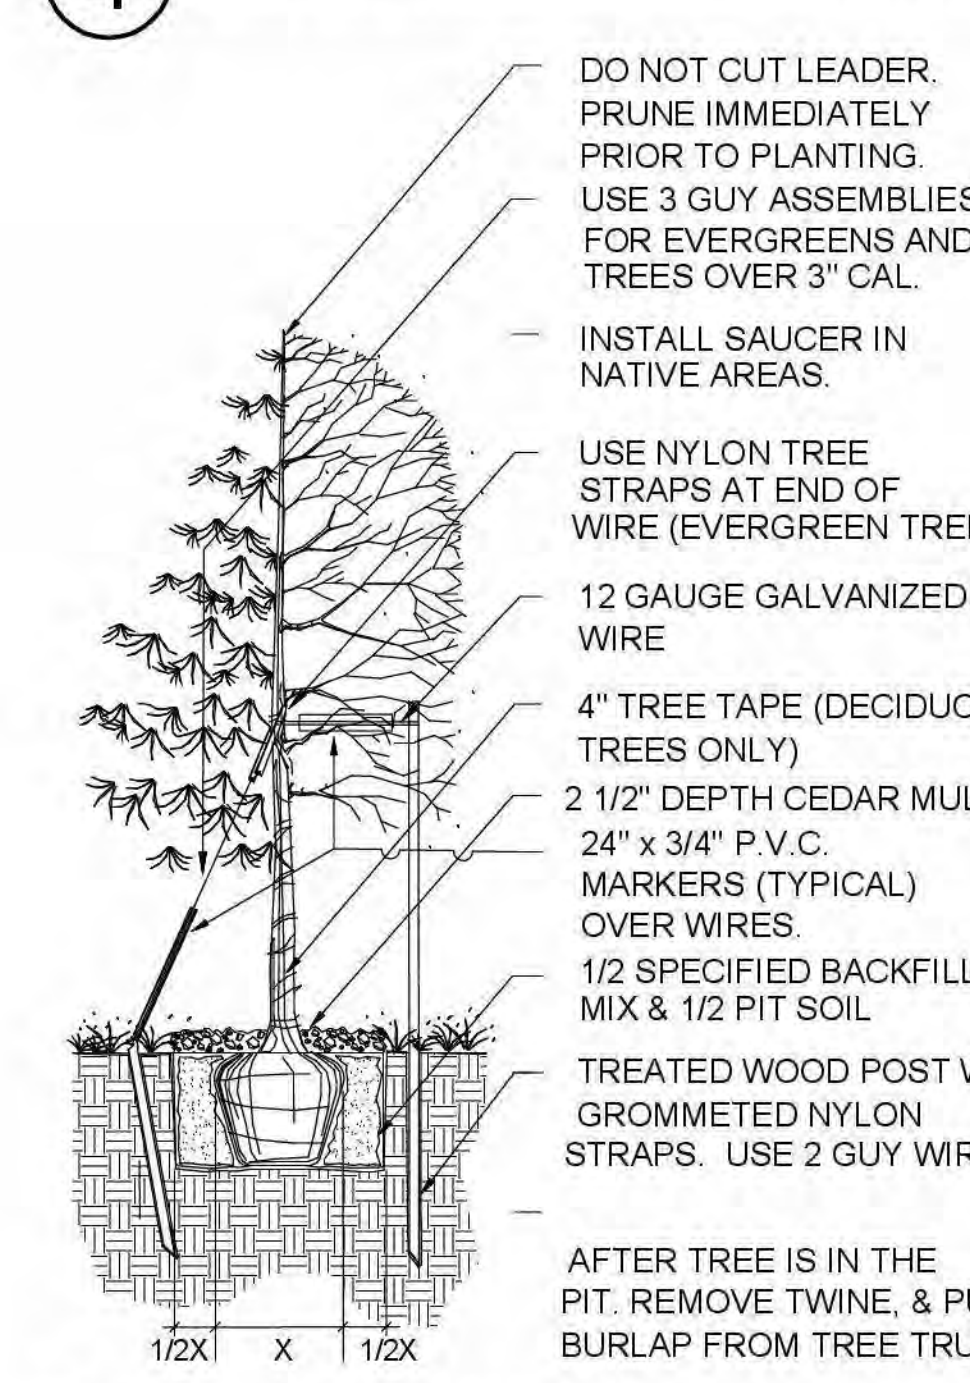 DO NOT CUT LEADER.
PRUNE IMMEDIATELY
PRIOR TO PLANTING.
USE 3 GUY ASSEMBLIES
FOR EVERGREENS AND
TREES OVER 3" CAL.
INSTALL SAUCER IN
NATIVE AREAS.
USE NYLON TREE
STRAPS AT END OF
WIRE (EVERGREEN
12 GAUGE GALVANIZED
WIRE
4" TREE TAPE
TREES ONLY)
2 1/2" DEPTH CEDAR
24" x 3/4" P.V.C.
MARKERS (TYPICAL)
OVER WIRES.
1/2 SPECIFIED BACKFILL
MIX & 1/2 PIT SOIL
TREATED WOOD POST
GROMMETED NYLON
STRAPS. USE 2 GUY
AFTER TREE IS IN THE
PIT. REMOVE TWINE, &
BURLAP FROM TREE
1/2X X 1/2X